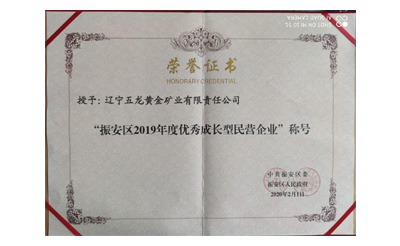 荣誉证书
HONORARY CREDENTIAL
授予：辽宁五龙黄金矿业有限责任公司
“振安区2019年度优秀成长型民营企业”称号
中共振安区委
振安区人民政府
2020年2月1日